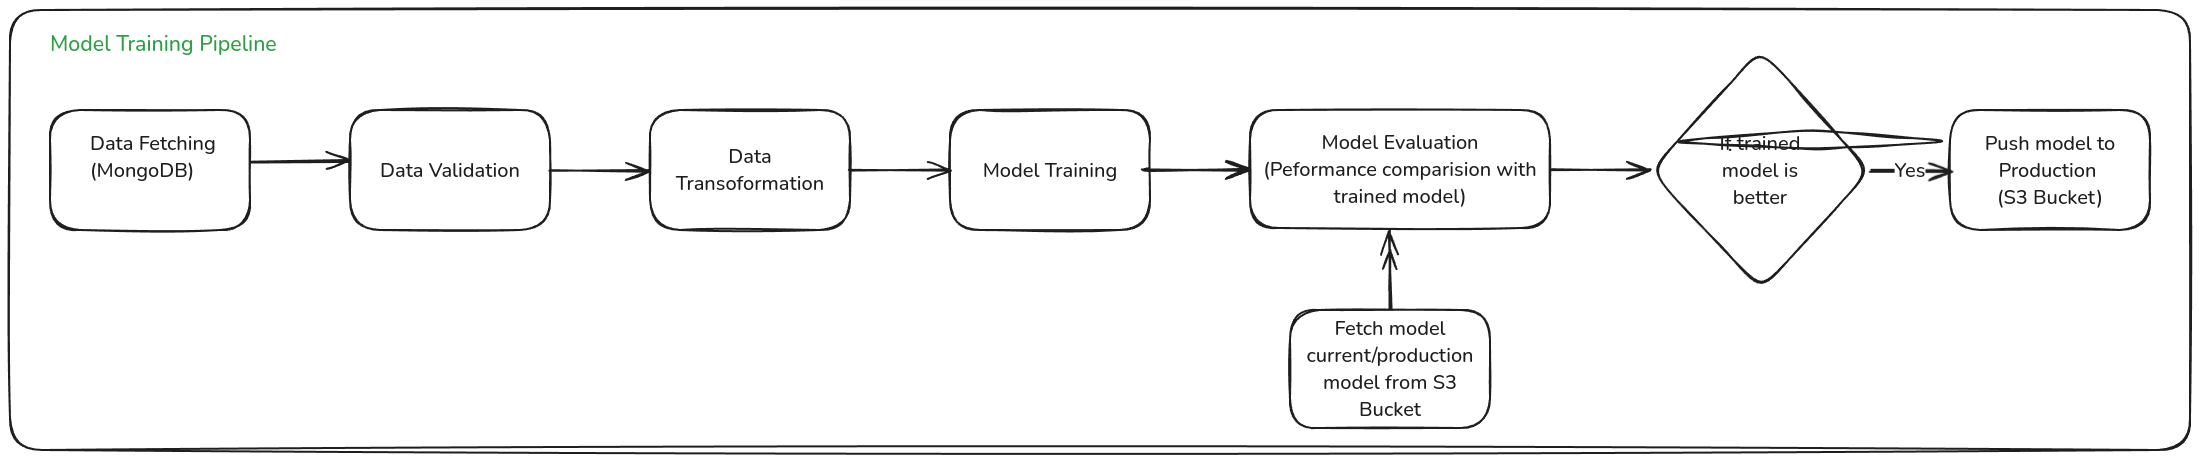 Model Training Pipeline
Data Fetching
(MongoDB)
Data Validation
Data
Transoformation
Model Training
Model Evaluation
(Peformance comparision with
trained model)
If trained
model is
better
Yes
Push model to
Production
(S3 Bucket)
Fetch model
current/production
model from S3
Bucket